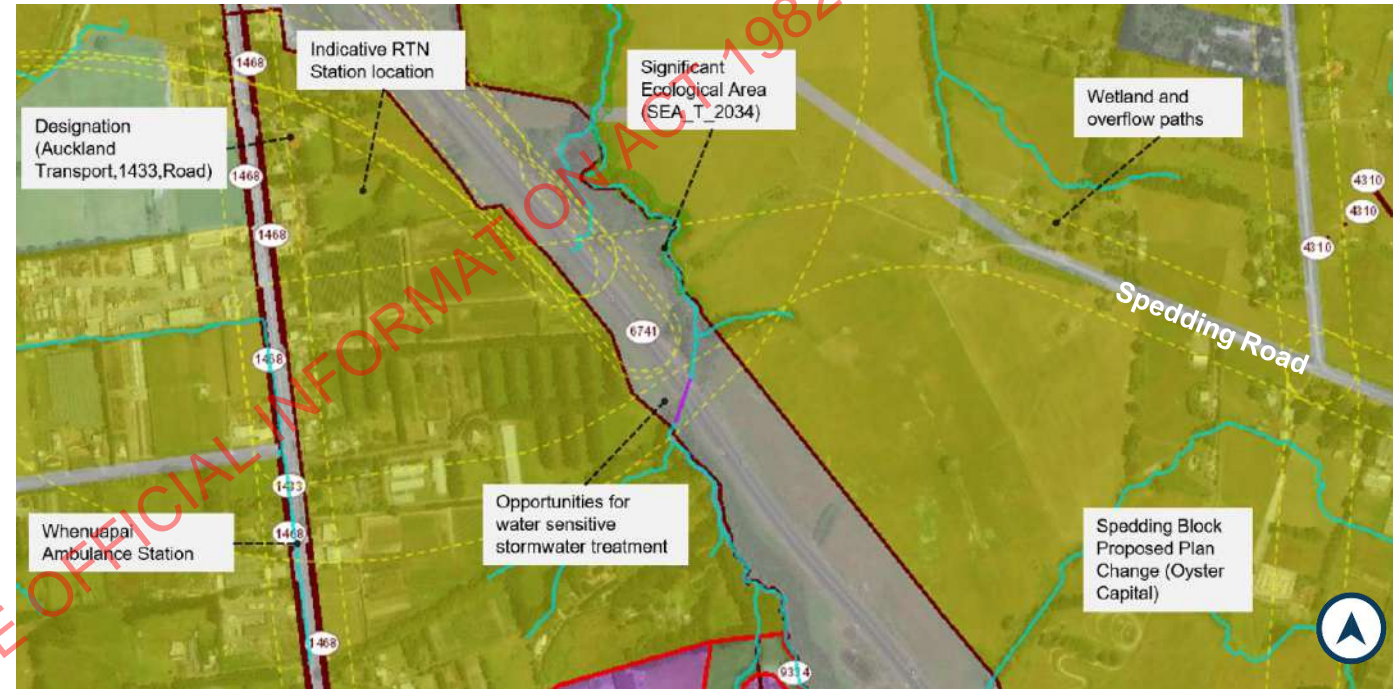 1468
Indicative RTN
Station location
Significant
Ecological Area
(SEA_T_2034)
Wetland and
overflow paths
Designation
(Auckland
Transport,1433,Road)
1468
1468
4310
4310
4310
6741
Spedding Road
1468
1433
1468
Whenuapai
Ambulance Station
Opportunities for
water sensitive
stormwater treatment
Spedding Block
Proposed Plan
Change (Oyster
Capital)
1468
9334
E OFFICIAL INFORMATION ACT 1982